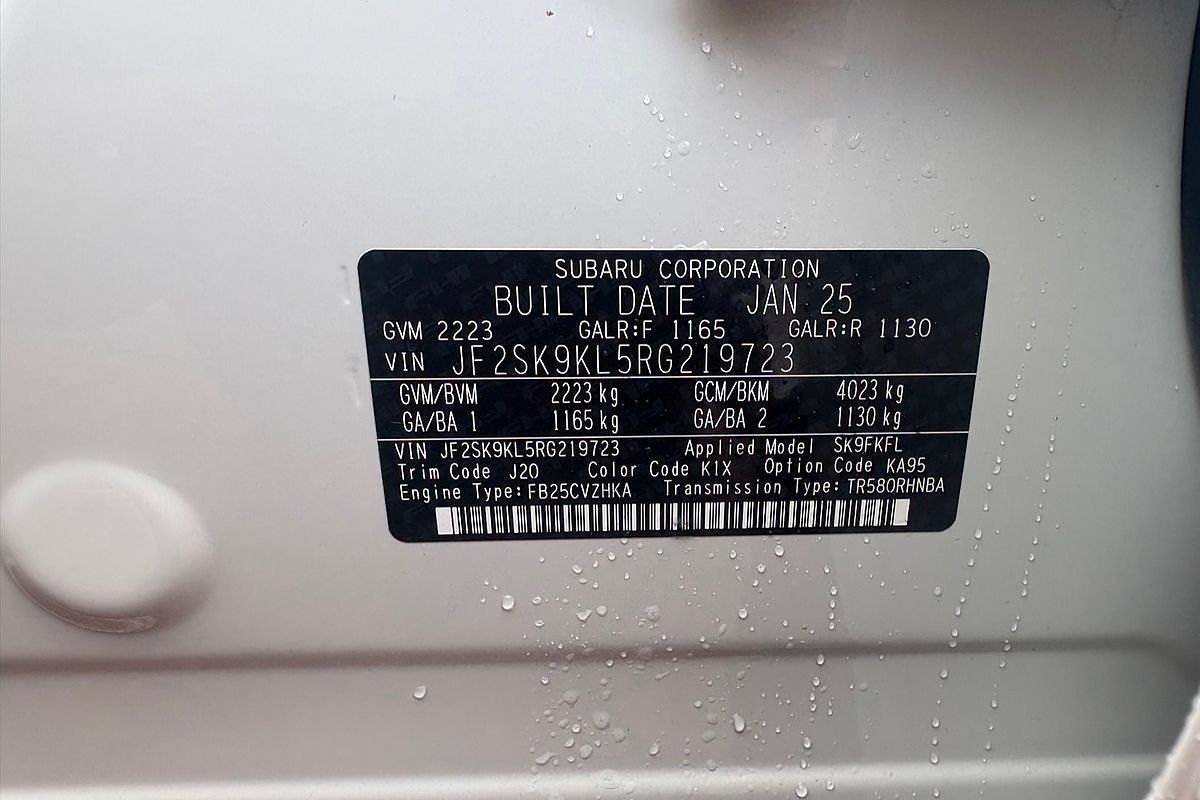 SUBARU CORPORATION
BUILT DATE JAN 25
GVM 2223 GALR:F 1165 GALR:R 1130
VIN JF2SK9KL5RG219723
GVM/BVM 2223 kg GCM/BKM 4023 kg
GA/BA 1 1165 kg GA/BA 2 1130 kg
VIN JF2SK9KL5RG219723 Applied Model SK9FKFL
Trim Code J20 Color Code K1X Option Code KA95
Engine Type: FB25CVZHKA Transmission Type: TR580RHNBA